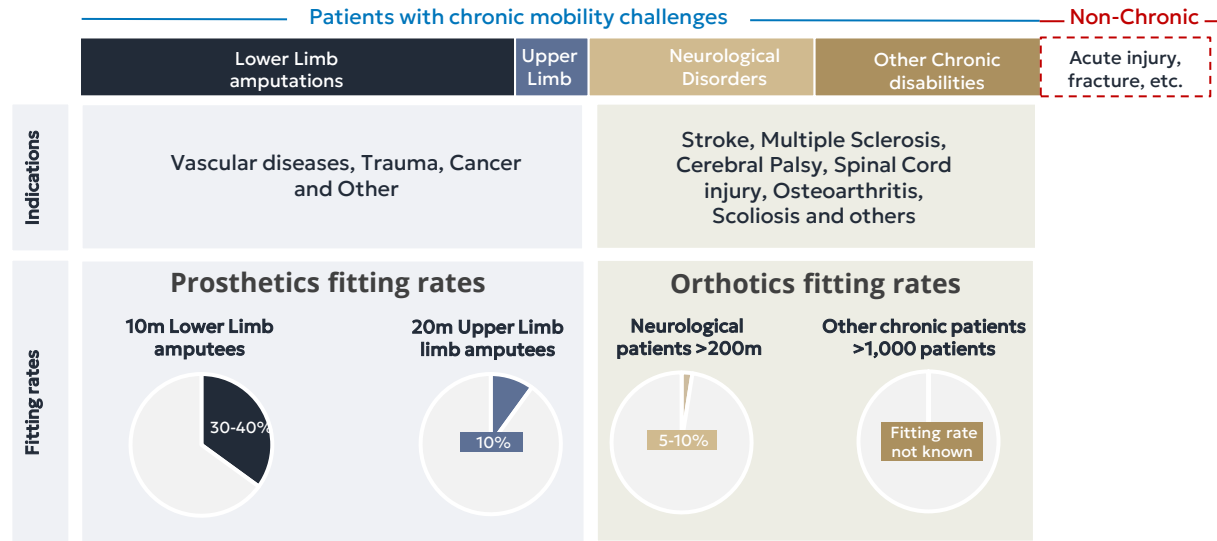 Patients with chronic mobility challenges
Non-Chronic
Lower Limb
amputations
Upper
Limb
Neurological
Disorders
Other Chronic
disabilities
Acute injury,
fracture, etc.
Indications
Vascular diseases, Trauma, Cancer
and Other
Stroke, Multiple Sclerosis,
Cerebral Palsy, Spinal Cord
injury, Osteoarthritis,
Scoliosis and others
Fitting rates
Prosthetics fitting rates
10m Lower Limb
amputees
30-40%
20m Upper Limb
limb amputees
10%
Orthotics fitting rates
Neurological
patients >200m
5-10%
Other chronic patients
>1,000 patients
Fitting rate
not known